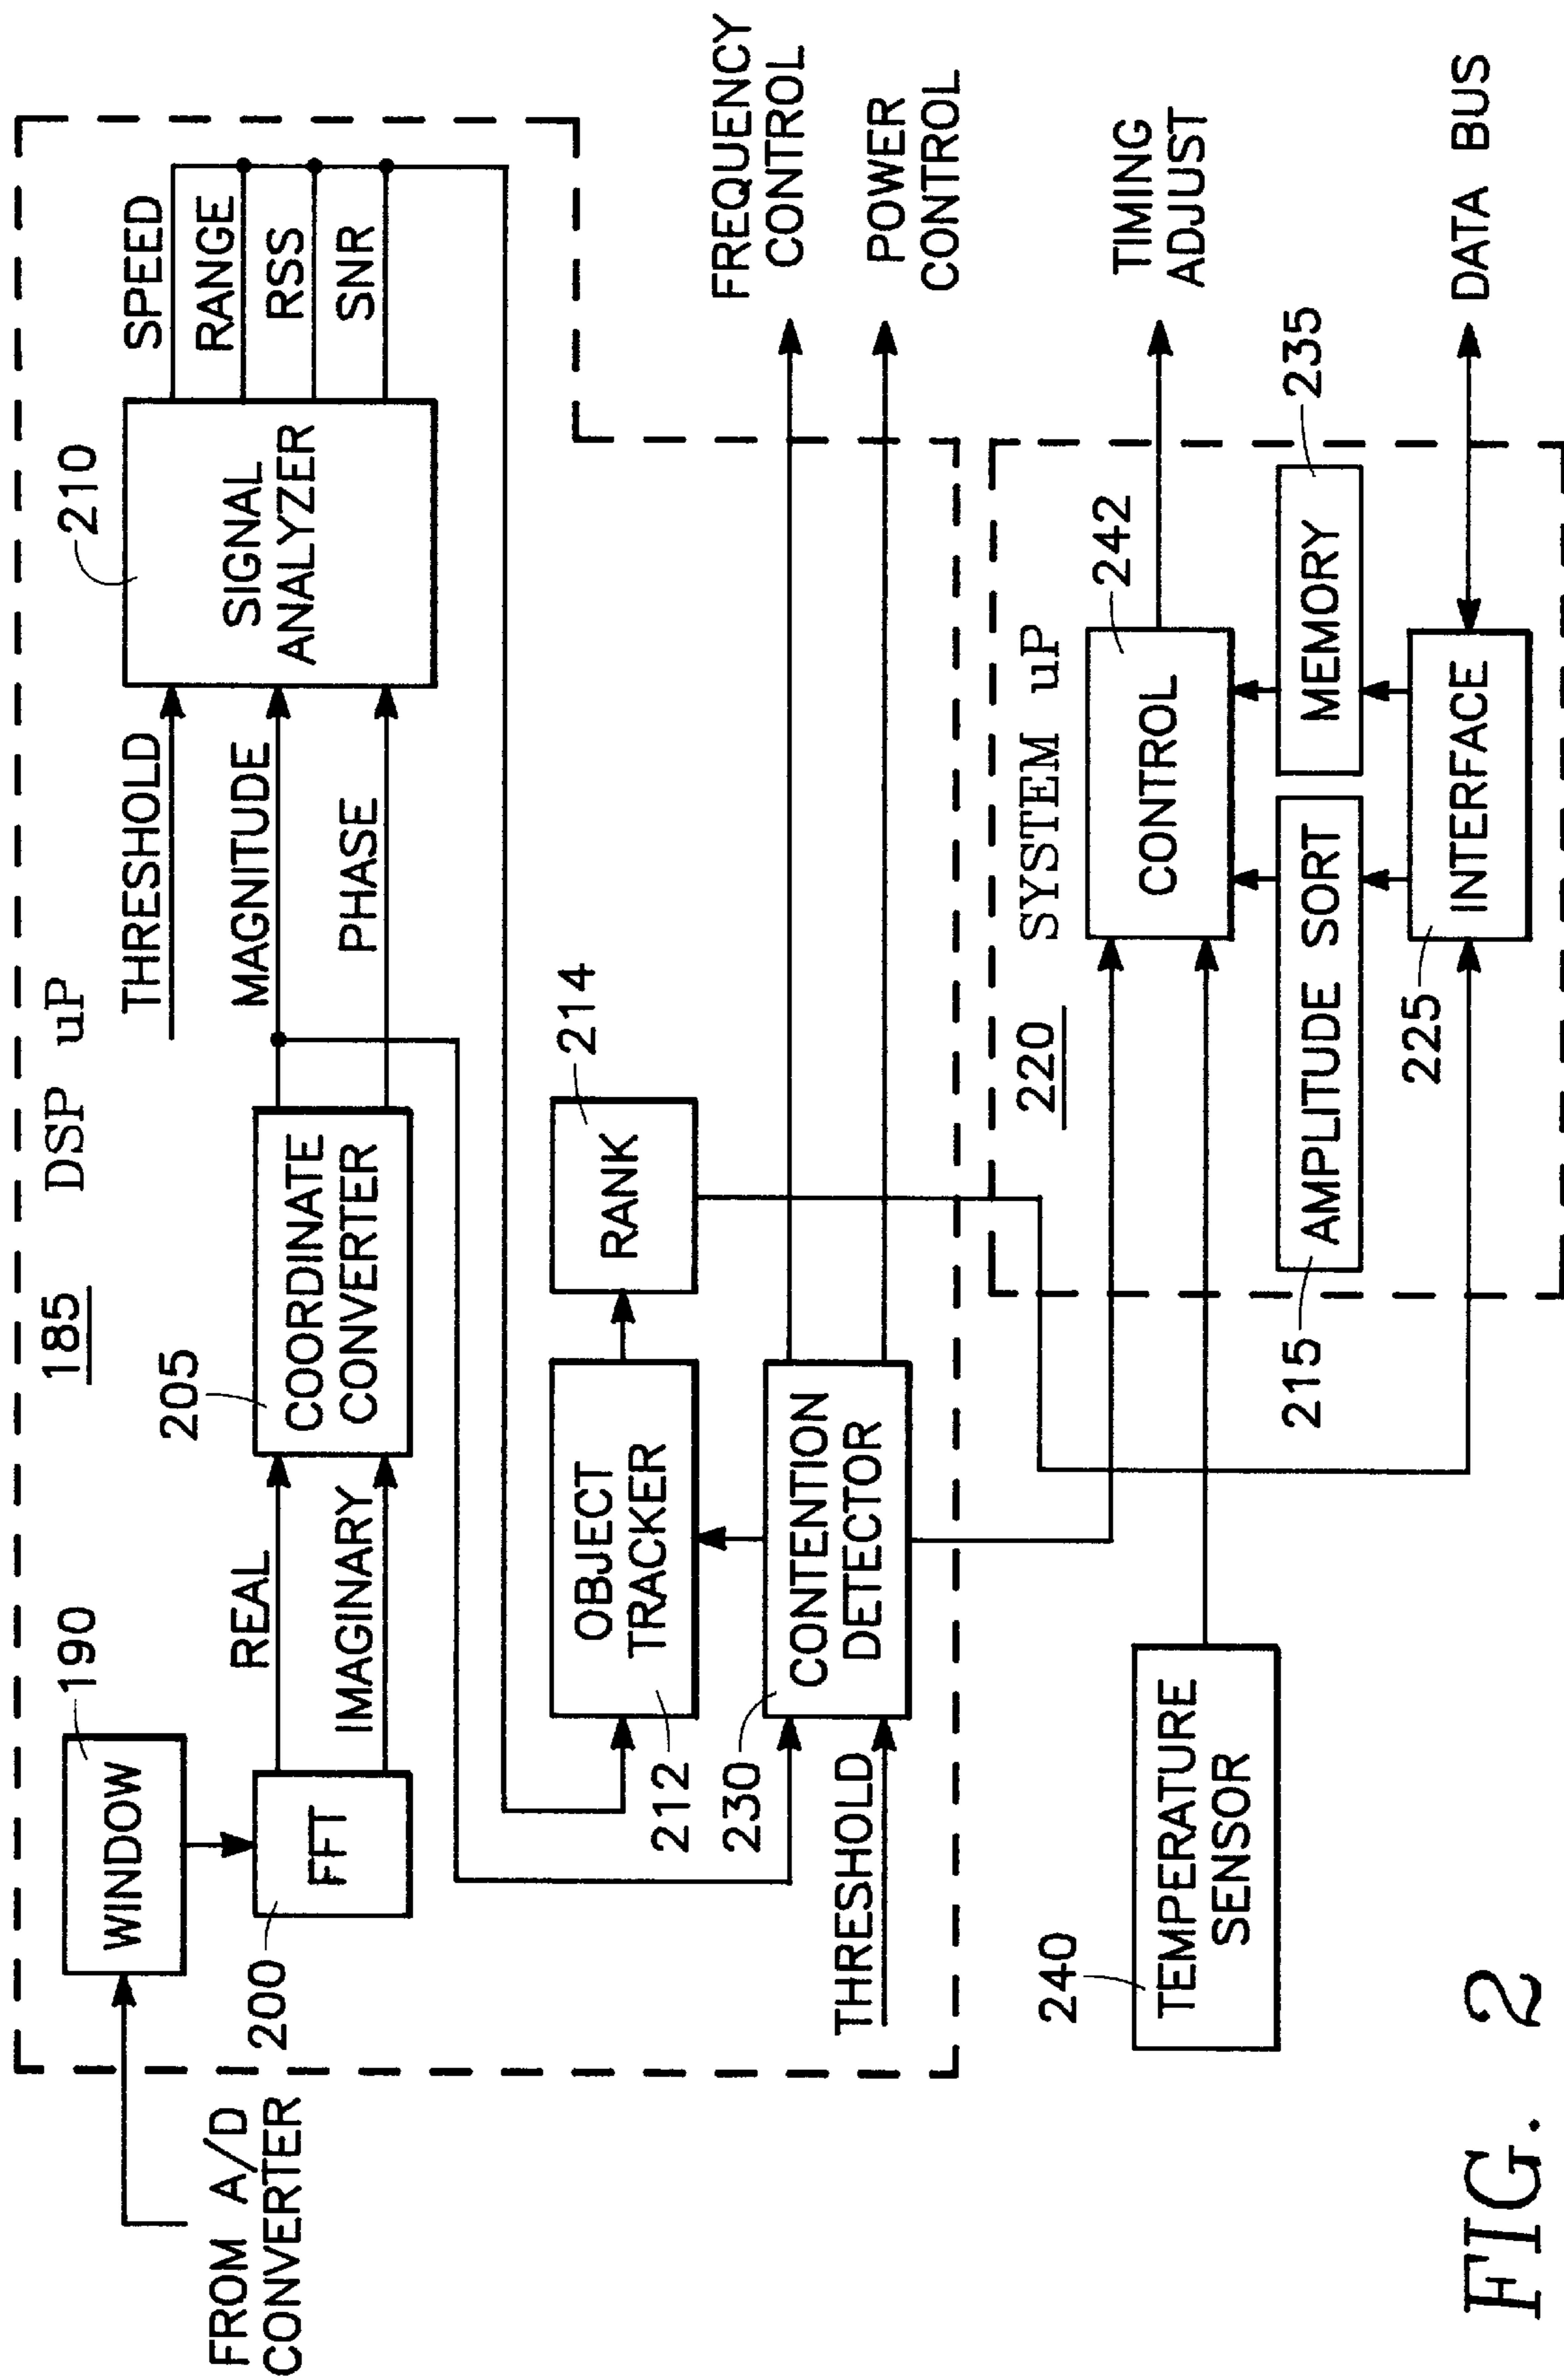 185
DSP uP
FROM A/D
CONVERTER
WINDOW
190
FFT
200
REAL
IMAGINARY
205
COORDINATE
CONVERTER
THRESHOLD
MAGNITUDE
PHASE
210
SIGNAL
ANALYZER
SPEED
RANGE
RSS
SNR
OBJECT
TRACKER
212
RANK
214
230
CONTENTION
DETECTOR
THRESHOLD
FREQUENCY
CONTROL
POWER
CONTROL
240
TEMPERATURE
SENSOR
220
SYSTEM uP
CONTROL
242
TIMING
ADJUST
215
AMPLITUDE SORT
MEMORY
235
225
INTERFACE
DATA BUS
FIG. 2